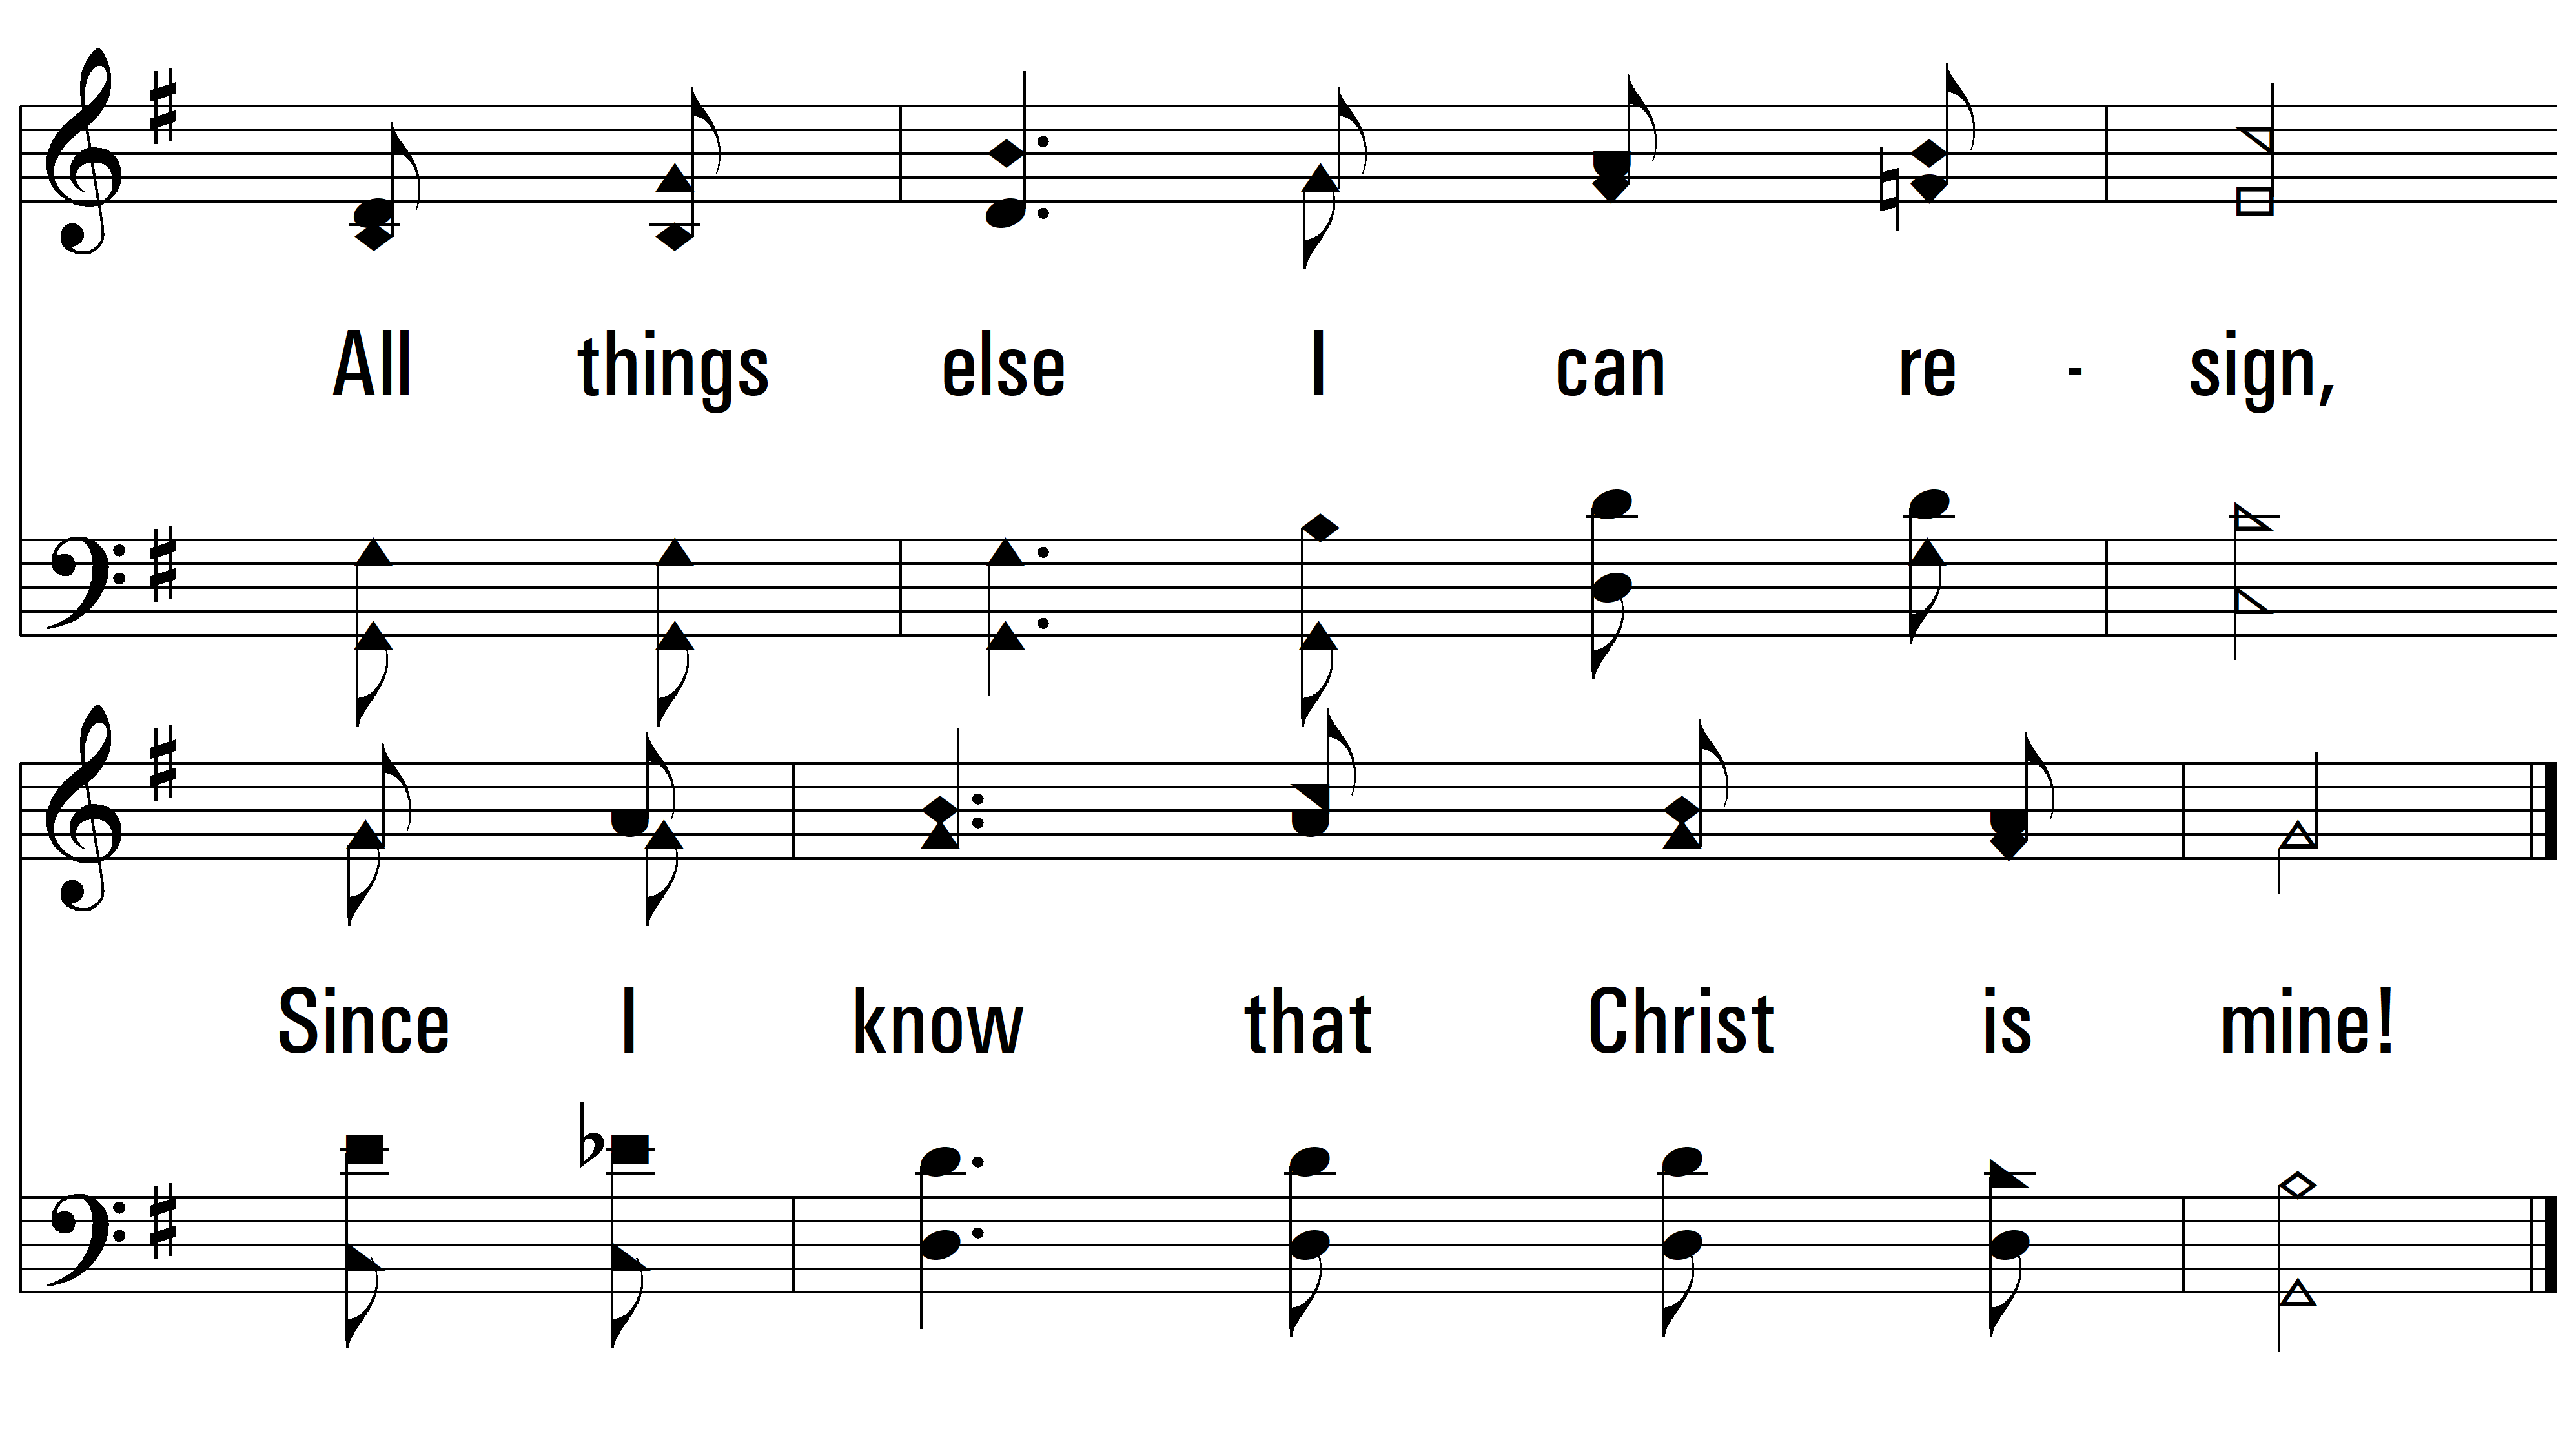 All things else I can re - sign,
Since I know that Christ is mine!